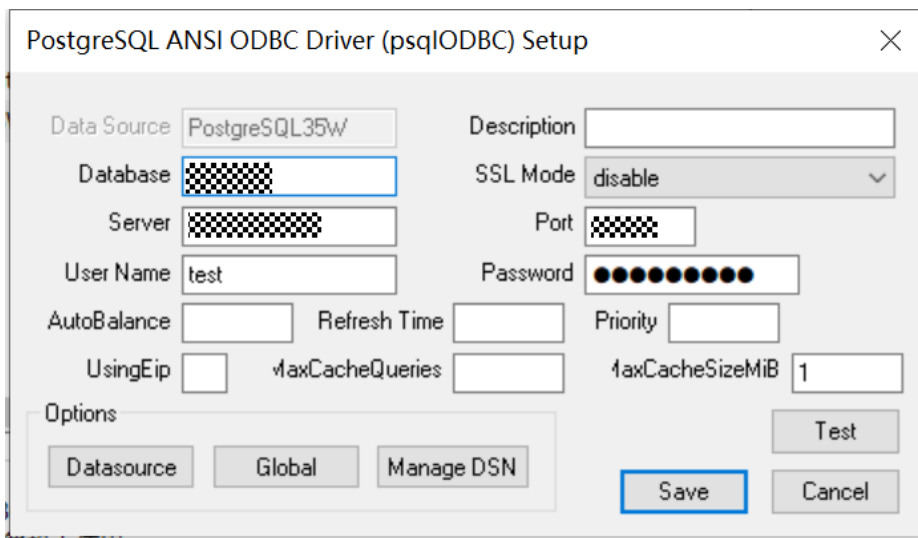 PostgreSQL ANSI ODBC Driver (psqlODBC) Setup
Data Source PostgreSQL35W Description
Database SSL Mode disable
Server Port
User Name test Password
AutoBalance Refresh Time Priority
UsingEip MaxCacheQueries MaxCacheSizeMiB 1
Options
Test
Datasource Global Manage DSN
Save Cancel